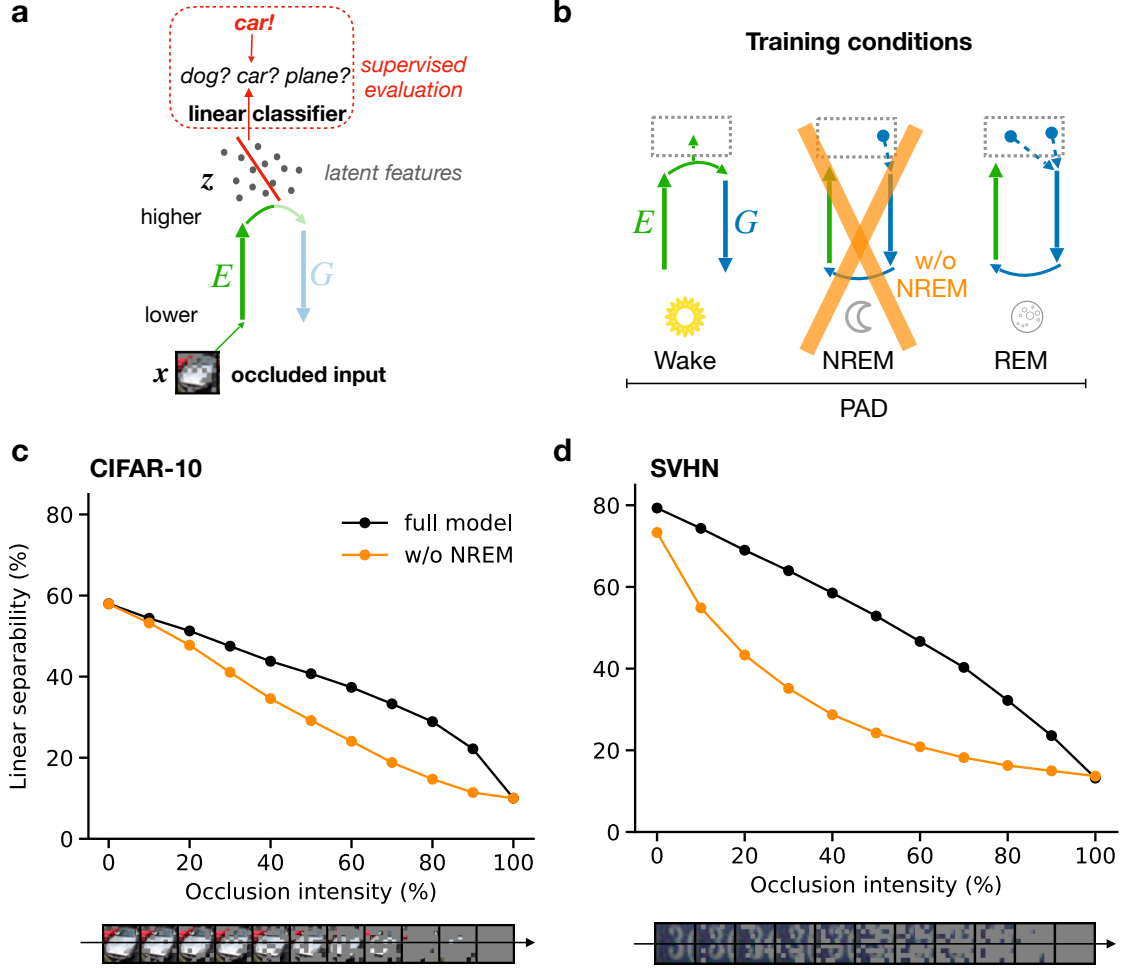 a
car!
dog? car? plane?
supervised
evaluation
linear classifier
z
latent features
higher
E
G
lower
x
occluded input
b
Training conditions
E
G
w/o
NREM
Wake
NREM
REM
PAD
c
CIFAR-10
Linear separability (%)
80
60
40
20
0
full model
w/o NREM
0 20 40 60 80 100
Occlusion intensity (%)
d
SVHN
80
60
40
20
0
0 20 40 60 80 100
Occlusion intensity (%)